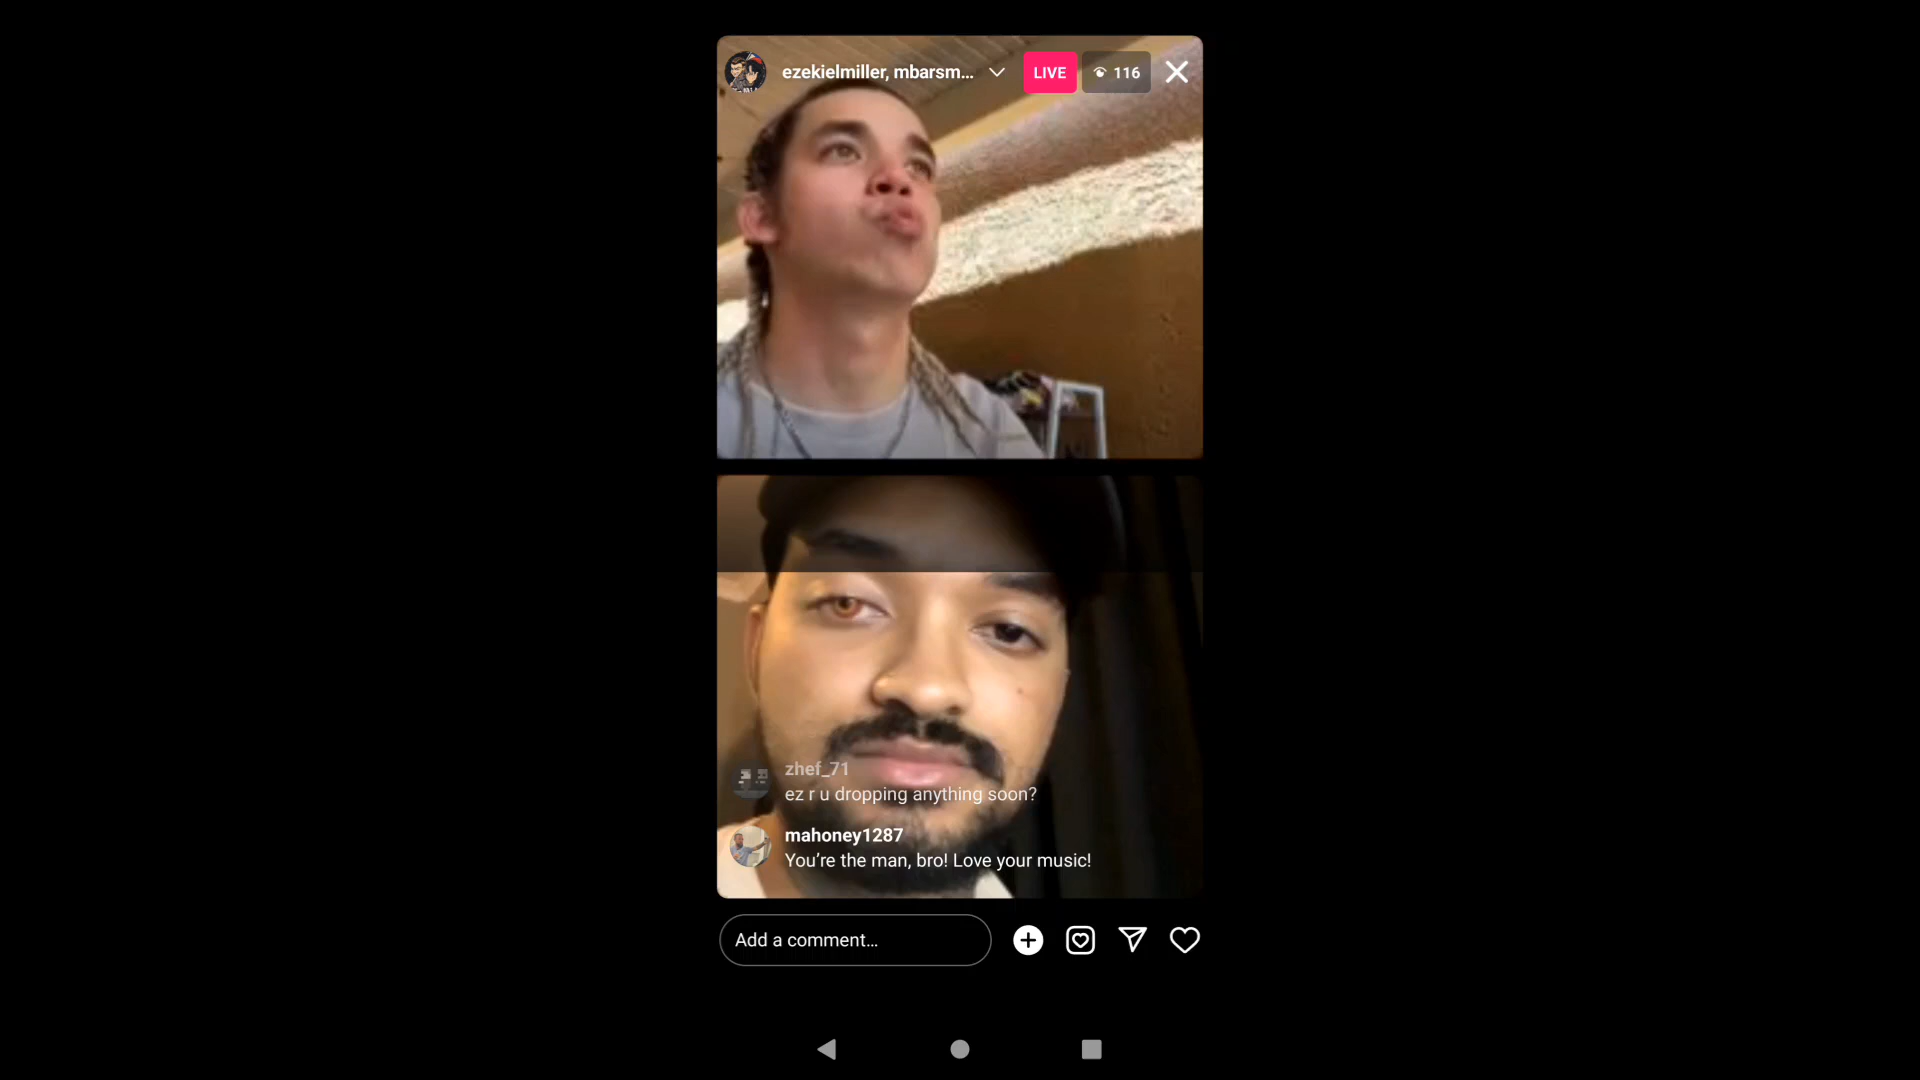 ezekielmiller, mbarsm...
LIVE
116
zhef_71
ez r u dropping anything soon?
mahoney1287
You’re the man, bro! Love your music!
Add a comment...